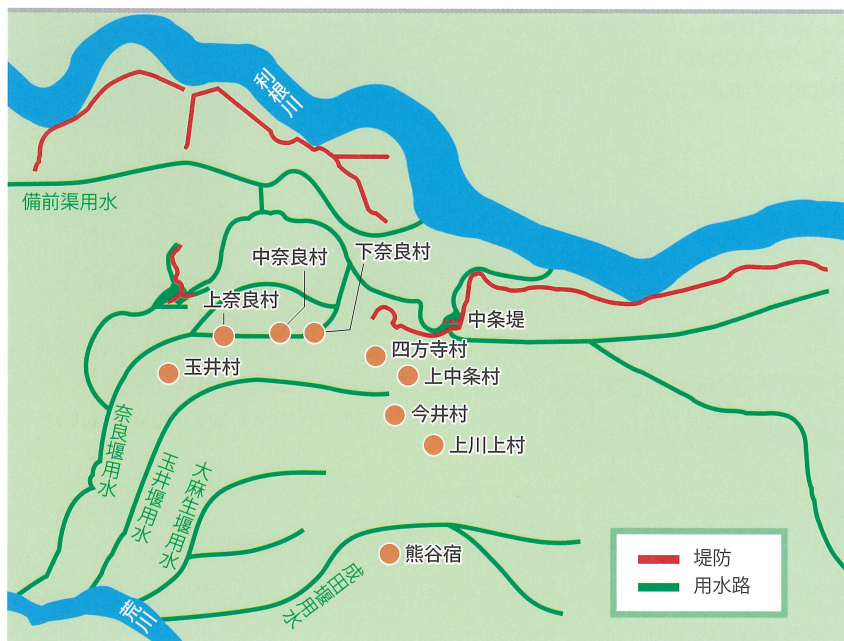 利根川
備前渠用水
中奈良村
下奈良村
上奈良村
中条堤
四方寺村
玉井村
上中条村
今井村
上川上村
奈良堰用水
玉井堰用水
大麻生堰用水
熊谷宿
成田堰用水
荒川
堤防
用水路